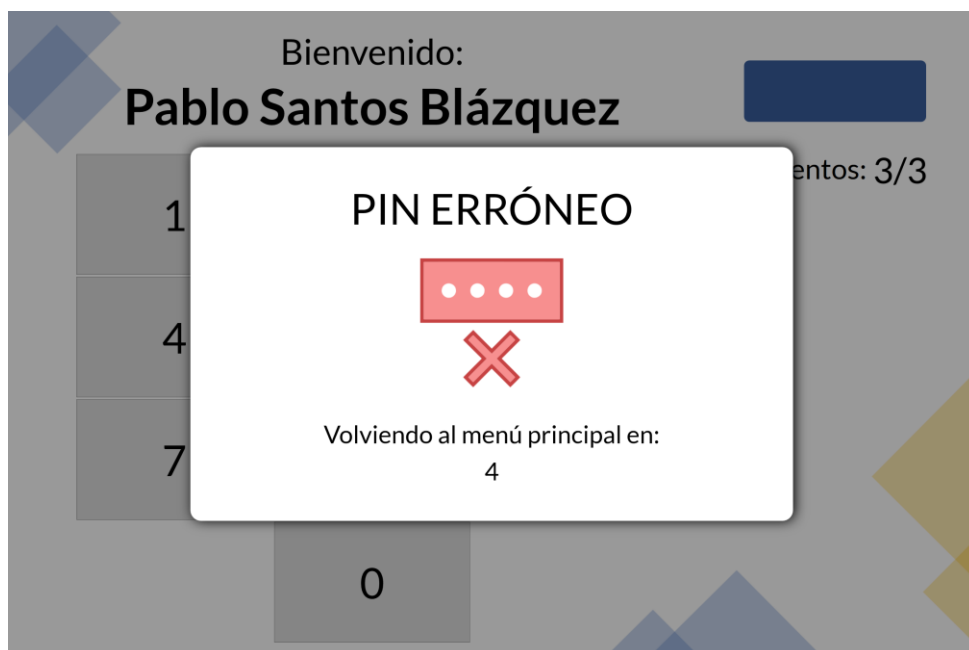 Bienvenido:
Pablo Santos Blázquez
entos: 3/3
1
PIN ERRÓNEO
4
Volviendo al menú principal en:
7
4
0